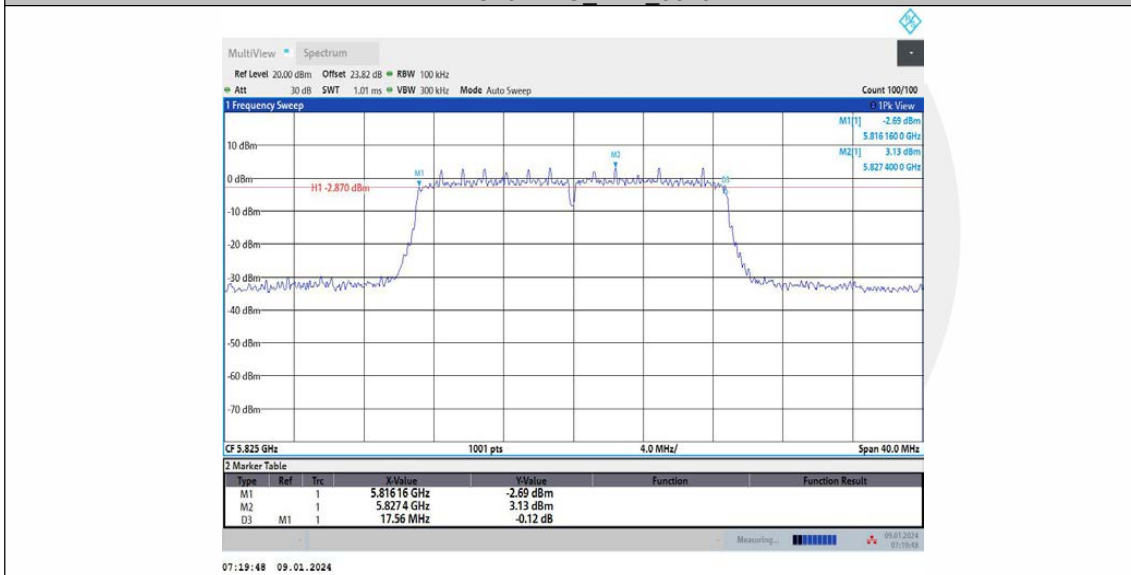 MultiView Spectrum
Ref Level 20.00 dBm Offset 23.82 dB RBW 100 kHz
Att 30 dB SWT 1.01 ms VBW 300 kHz Mode Auto Sweep Count 100/100
1 Frequency Sweep 1Pk View
M1[1] -2.69 dBm
5.816 160 0 GHz
10 dBm
M2[1] 3.13 dBm
M2
5.827 400 0 GHz
M1
0 dBm
D3
H1 -2.870 dBm
-10 dBm
-20 dBm
-30 dBm
-40 dBm
-50 dBm
-60 dBm
-70 dBm
CF 5.825 GHz 1001 pts 4.0 MHz/ Span 40.0 MHz
2 Marker Table
Type Ref Trc X-Value Y-Value Function Function Result
M1 1 5.81616 GHz -2.69 dBm
M2 1 5.8274 GHz 3.13 dBm
D3 M1 1 17.56 MHz -0.12 dB
Measuring... 09.01.2024
07:19:48
07:19:48 09.01.2024